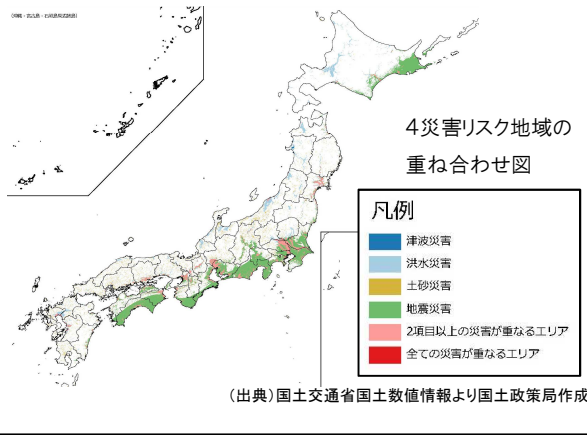 4災害リスク地域の
重ね合わせ図
凡例
津波災害
洪水災害
土砂災害
地震災害
2項目以上の災害が重なるエリア
全ての災害が重なるエリア
(出典)国土交通省国土数値情報より国土政策局作成